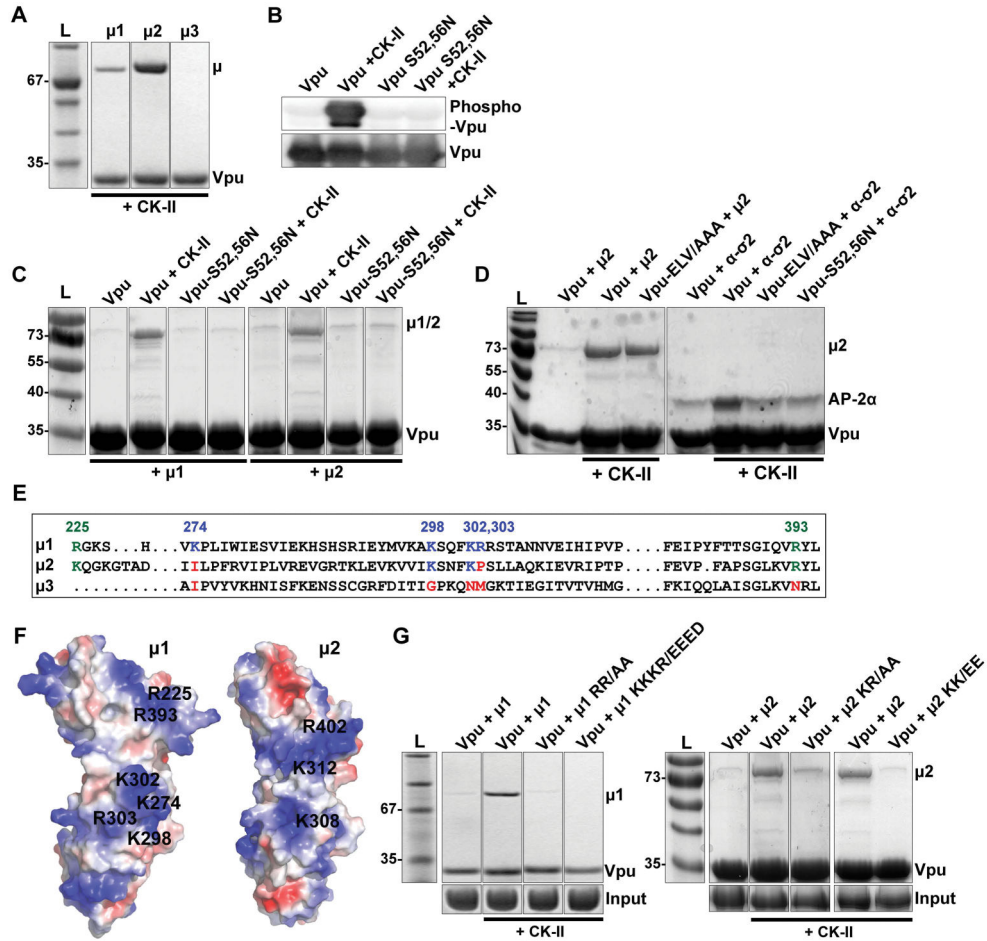 A
L
µ1
µ2
µ3
µ
67-
35-
Vpu
+ CK-II
B
Vpu
Vpu +CK-II
Vpu S52,56N
Vpu S52,56N
+CK-II
Phospho
-Vpu
Vpu
C
L
Vpu
Vpu + CK-II
Vpu-S52,56N
Vpu-S52,56N + CK-II
Vpu
Vpu + CK-II
Vpu-S52,56N
Vpu-S52,56N + CK-II
µ1/2
73-
55-
40-
35-
Vpu
+ µ1
+ µ2
D
L
Vpu + µ2
Vpu + µ2
Vpu-ELV/AAA + µ2
Vpu + α-σ2
Vpu + α-σ2
Vpu-ELV/AAA + α-σ2
Vpu-S52,56N + α-σ2
73-
55-
40-
35-
µ2
AP-2α
Vpu
+ CK-II
+ CK-II
E
225 274 298 302,303 393
µ1 RGKS...H......VKPLIWIESVIEKHSHSRIEYMVKAKSQFKRRSTANNVEIHIPVP....FEIPYFTTSGIQVRYL
µ2 KQGKGTAD.....IILPFRVIPLVREVGRTKLEVKVVIKSNFKPSLLAQKIEVRIPTP....FEVP.FAPSGLKVRYL
µ3 .............AIPVYVKHNISFKENSSCGRFDITIGPKQNMGKTIEGITVTVHMG....FKIQQLAISGLKVNRL
F
µ1
R225
R393
K302
K274
R303
K298
µ2
R402
K312
K308
G
L
Vpu + µ1
Vpu + µ1
Vpu + µ1 RR/AA
Vpu + µ1 KKKR/EEED
67-
35-
µ1
Vpu
Input
+ CK-II
L
Vpu + µ2
Vpu + µ2
Vpu + µ2 KR/AA
Vpu + µ2
Vpu + µ2 KK/EE
73-
35-
µ2
Vpu
Input
+ CK-II